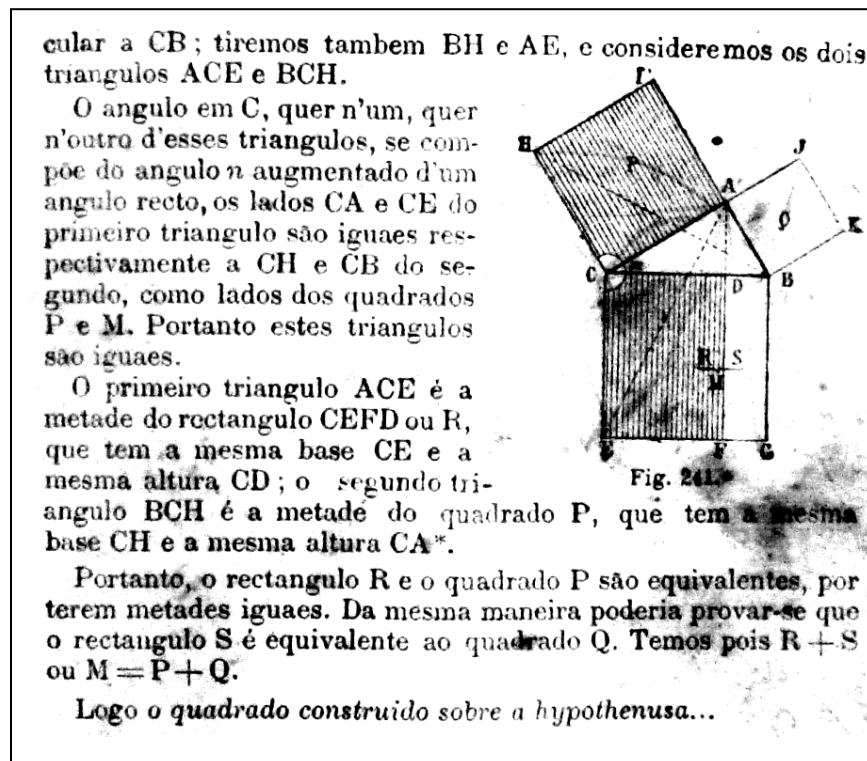 cular a CB ; tiremos tambem BH e AE, e consideremos os dois
triangulos ACE e BCH.
O angulo em C, quer n'um, quer
n'outro d'esses triangulos, se com-
põe do angulo n augmentado d'um
angulo recto, os lados CA e CE do
primeiro triangulo são iguaes res-
pectivamente a CH e CB do se-
gundo, como lados dos quadrados
P e M. Portanto estes triangulos
são iguaes.
O primeiro triangulo ACE é a
metade do rectangulo CEFD ou R,
que tem a mesma base CE e a
mesma altura CD ; o segundo tri-
angulo BCH é a metade do quadrado P, que tem a mesma
base CH e a mesma altura CA*.
Portanto, o rectangulo R e o quadrado P são equivalentes, por
terem metades iguaes. Da mesma maneira poderia provar-se que
o rectangulo S é equivalente ao quadrado Q. Temos pois R + S
ou M = P + Q.
Logo o quadrado construido sobre a hypothenusa...
H
J
P
A
K
Q
C
D
B
R
S
M
E
F
G
Fig. 241.